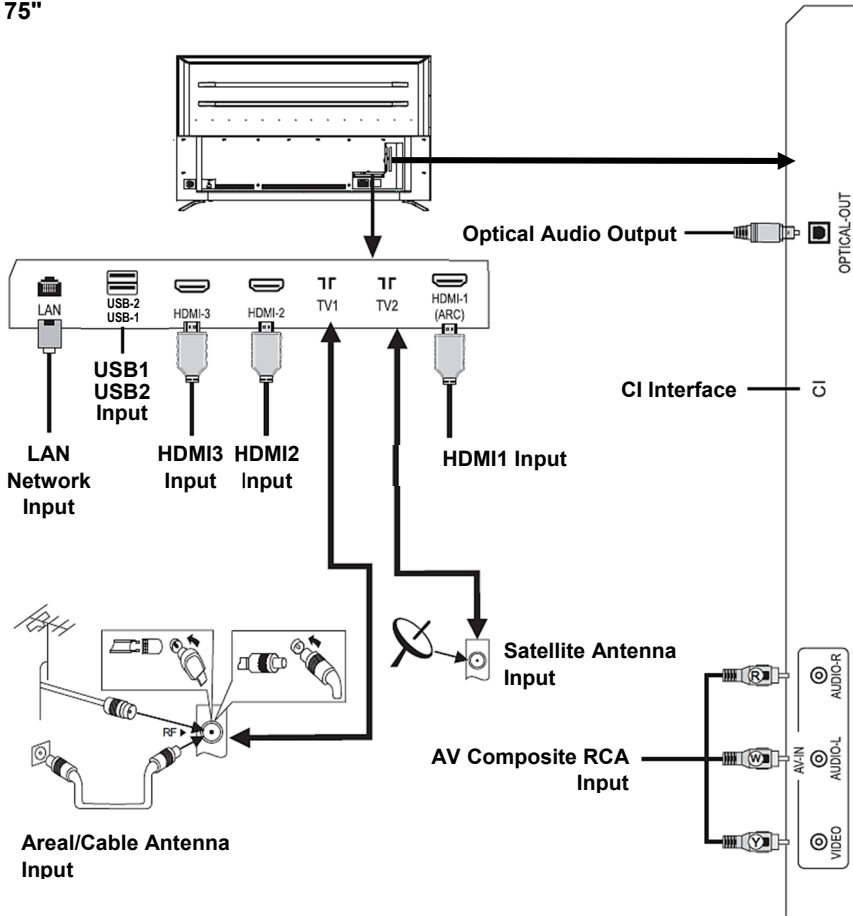 75"
Optical Audio Output
OPTICAL-OUT
LAN
USB-2
USB-1
HDMI-3
HDMI-2
TV1
TV2
HDMI-1
(ARC)
USB1
USB2
Input
CI Interface
CI
LAN
Network
Input
HDMI3
Input
HDMI2
Input
HDMI1 Input
Satellite Antenna
Input
RF
AV Composite RCA
Input
R
W
Y
AV-IN
AUDIO-R
AUDIO-L
VIDEO
Areal/Cable Antenna
Input